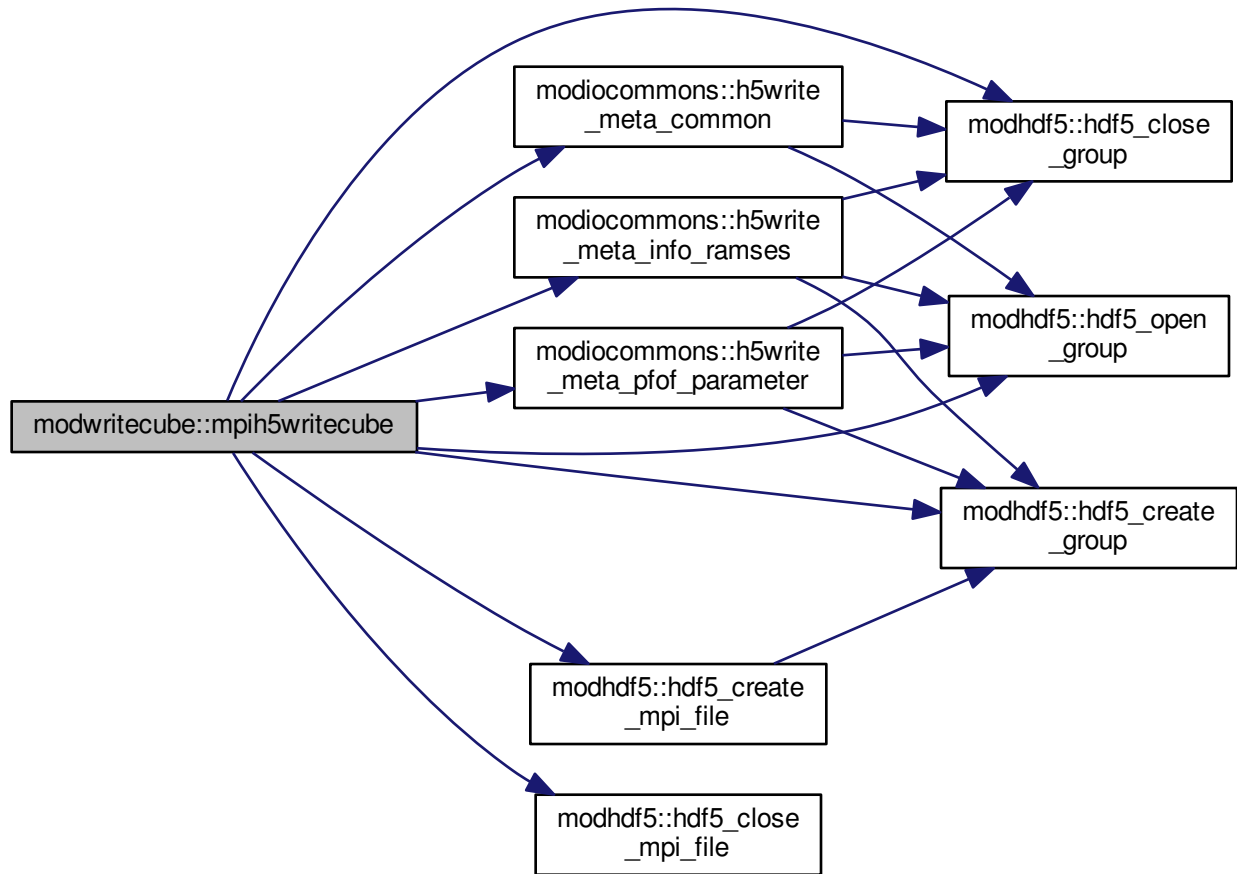 modiocommons::h5write
_meta_common
modhdf5::hdf5_close
_group
modiocommons::h5write
_meta_info_ramses
modhdf5::hdf5_open
_group
modiocommons::h5write
_meta_pfof_parameter
modwritecube::mpih5writecube
modhdf5::hdf5_create
_group
modhdf5::hdf5_create
_mpi_file
modhdf5::hdf5_close
_mpi_file